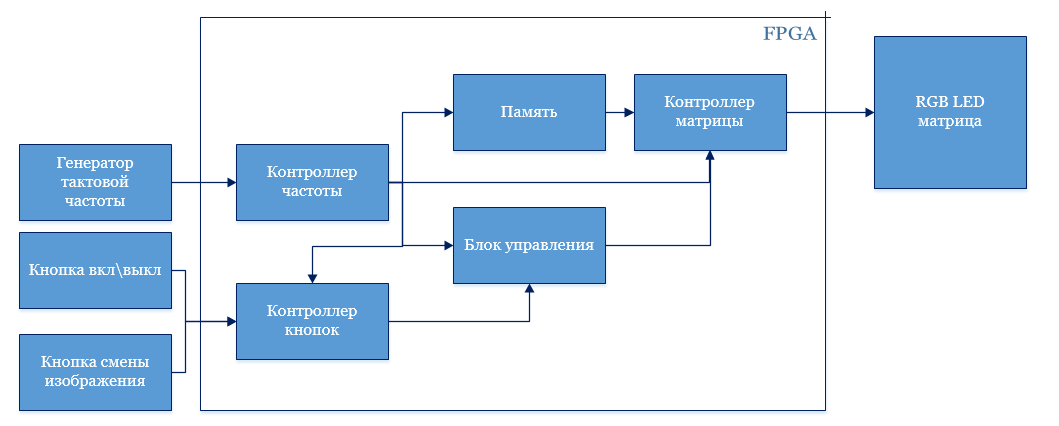 FPGA
Генератор
тактовой
частоты
Кнопка вкл\выкл
Кнопка смены
изображения
Контроллер
частоты
Контроллер
кнопок
Память
Блок управления
Контроллер
матрицы
RGB LED
матрица